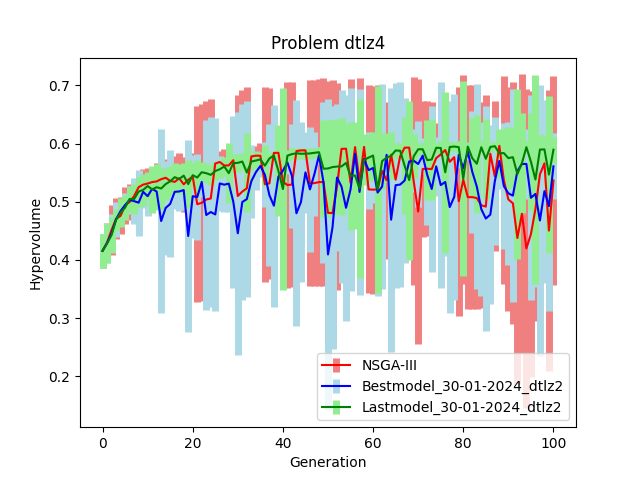 Problem dtlz4
Hypervolume
0.7
0.6
0.5
0.4
0.3
0.2
NSGA-III
Bestmodel_30-01-2024_dtlz2
Lastmodel_30-01-2024_dtlz2
0 20 40 60 80 100
Generation